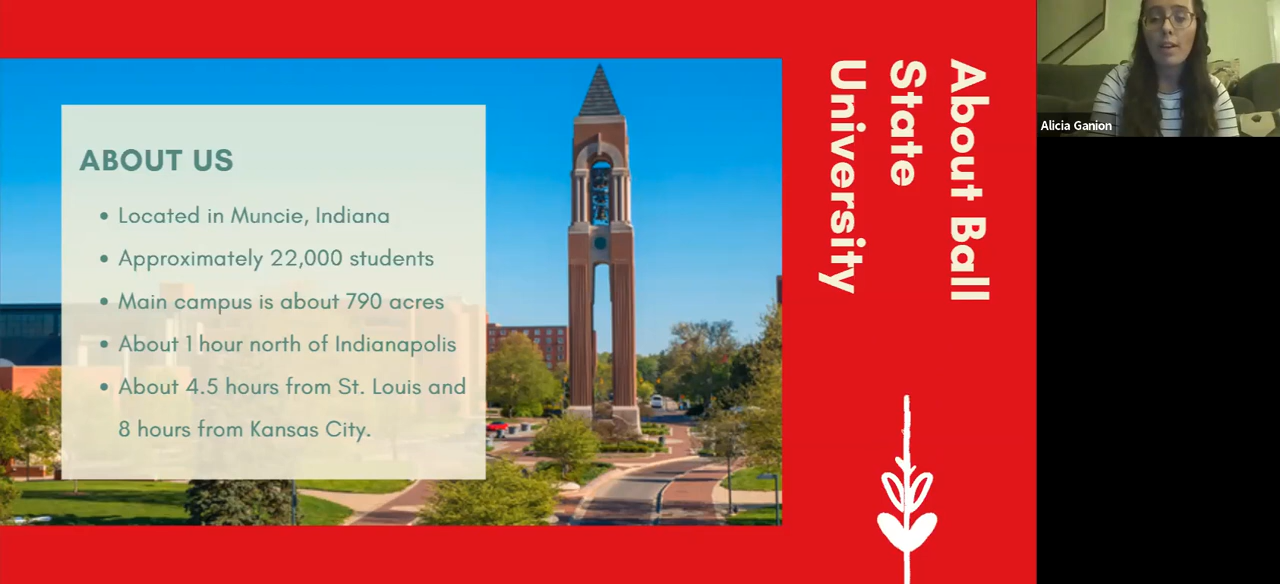 ABOUT US
• Located in Muncie, Indiana
• Approximately 22,000 students
• Main campus is about 790 acres
• About 1 hour north of Indianapolis
• About 4.5 hours from St. Louis and
8 hours from Kansas City.
About Ball
State
University
Alicia Ganion